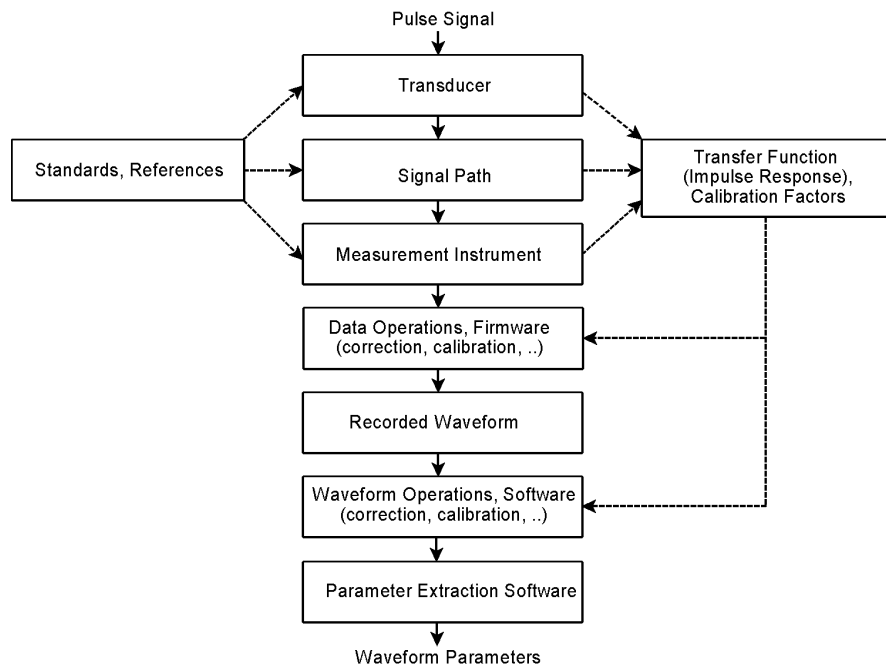 Pulse Signal
Transducer
Standards, References
Signal Path
Transfer Function
(Impulse Response),
Calibration Factors
Measurement Instrument
Data Operations, Firmware
(correction, calibration, ..)
Recorded Waveform
Waveform Operations, Software
(correction, calibration, ..)
Parameter Extraction Software
Waveform Parameters